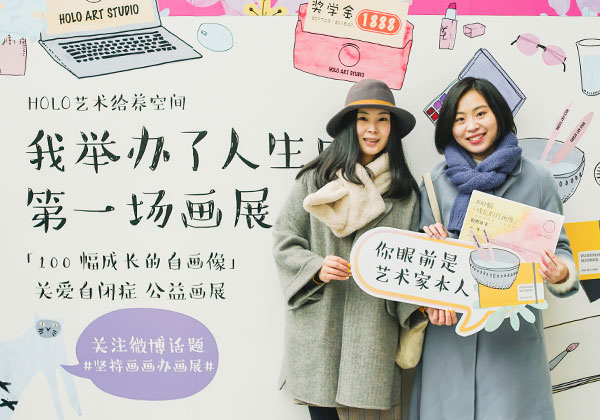 HOLO ART STUDIO
奖学金
1888
HOLO ART STUDIO
HOLO艺术给养空间
我举办了人生
第一场画展
「100幅成长的自画像」
关爱自闭症 公益画展
你眼前是
艺术家本人
关注微博话题
#坚持画画办画展#